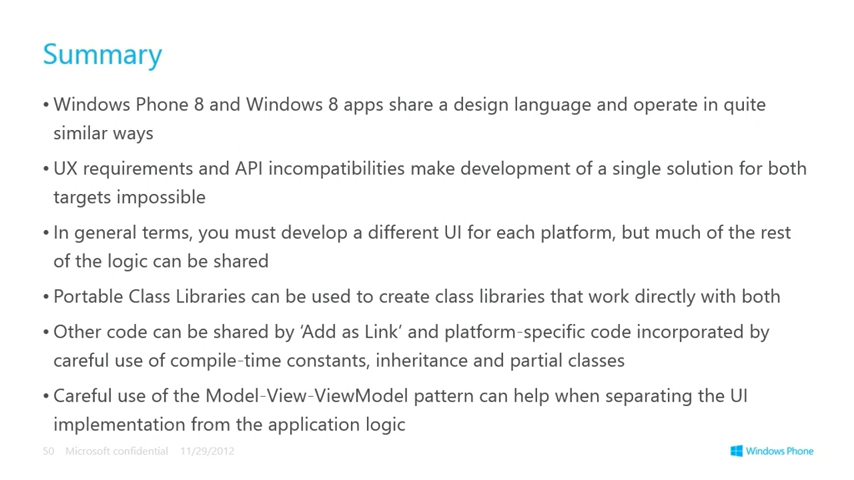 Summary
• Windows Phone 8 and Windows 8 apps share a design language and operate in quite
similar ways
• UX requirements and API incompatibilities make development of a single solution for both
targets impossible
• In general terms, you must develop a different UI for each platform, but much of the rest
of the logic can be shared
• Portable Class Libraries can be used to create class libraries that work directly with both
• Other code can be shared by ‘Add as Link’ and platform-specific code incorporated by
careful use of compile-time constants, inheritance and partial classes
• Careful use of the Model-View-ViewModel pattern can help when separating the UI
implementation from the application logic
50 Microsoft confidential 11/29/2012
Windows Phone